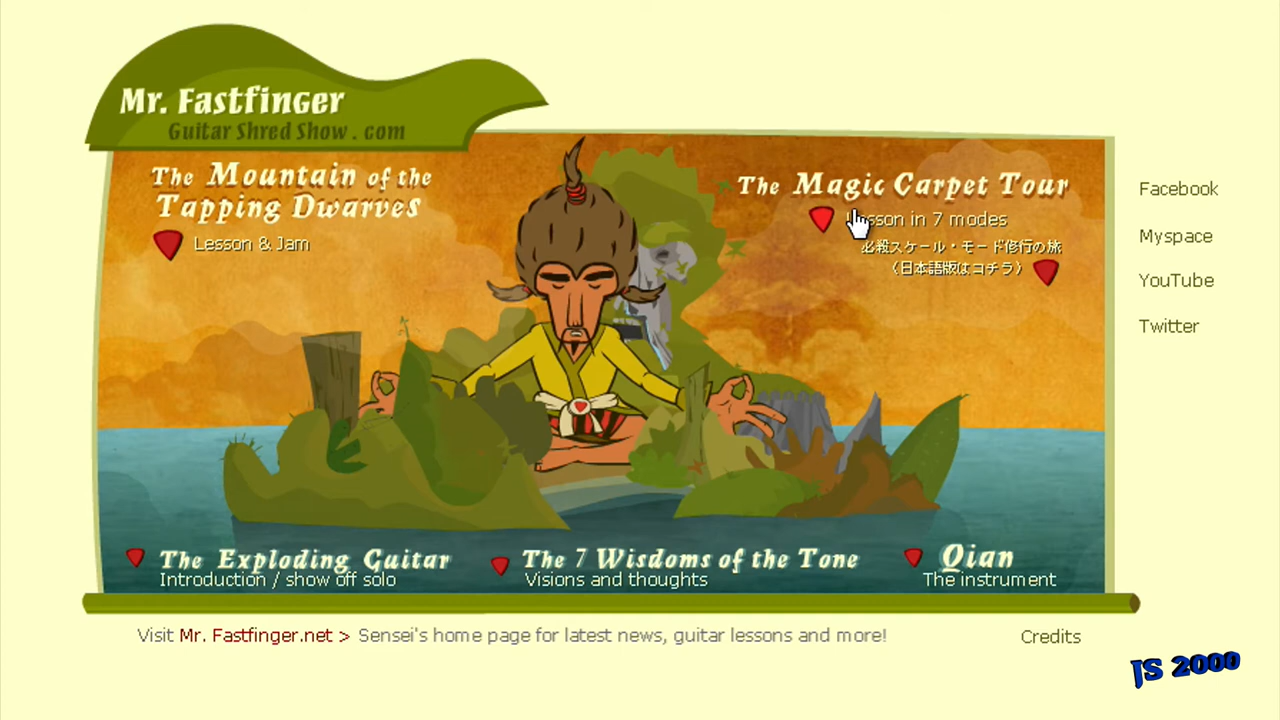 Mr. Fastfinger
Guitar Shred Show . com
The Mountain of the
Tapping Dwarves
Lesson & Jam
The Magic Carpet Tour
Lesson in 7 modes
必殺スケール・モード修行の旅
（日本語版はコチラ）
Facebook
Myspace
YouTube
Twitter
The Exploding Guitar
Introduction / show off solo
The 7 Wisdoms of the Tone
Visions and thoughts
Qian
The instrument
Visit Mr. Fastfinger.net > Sensei's home page for latest news, guitar lessons and more!
Credits
JS 2000